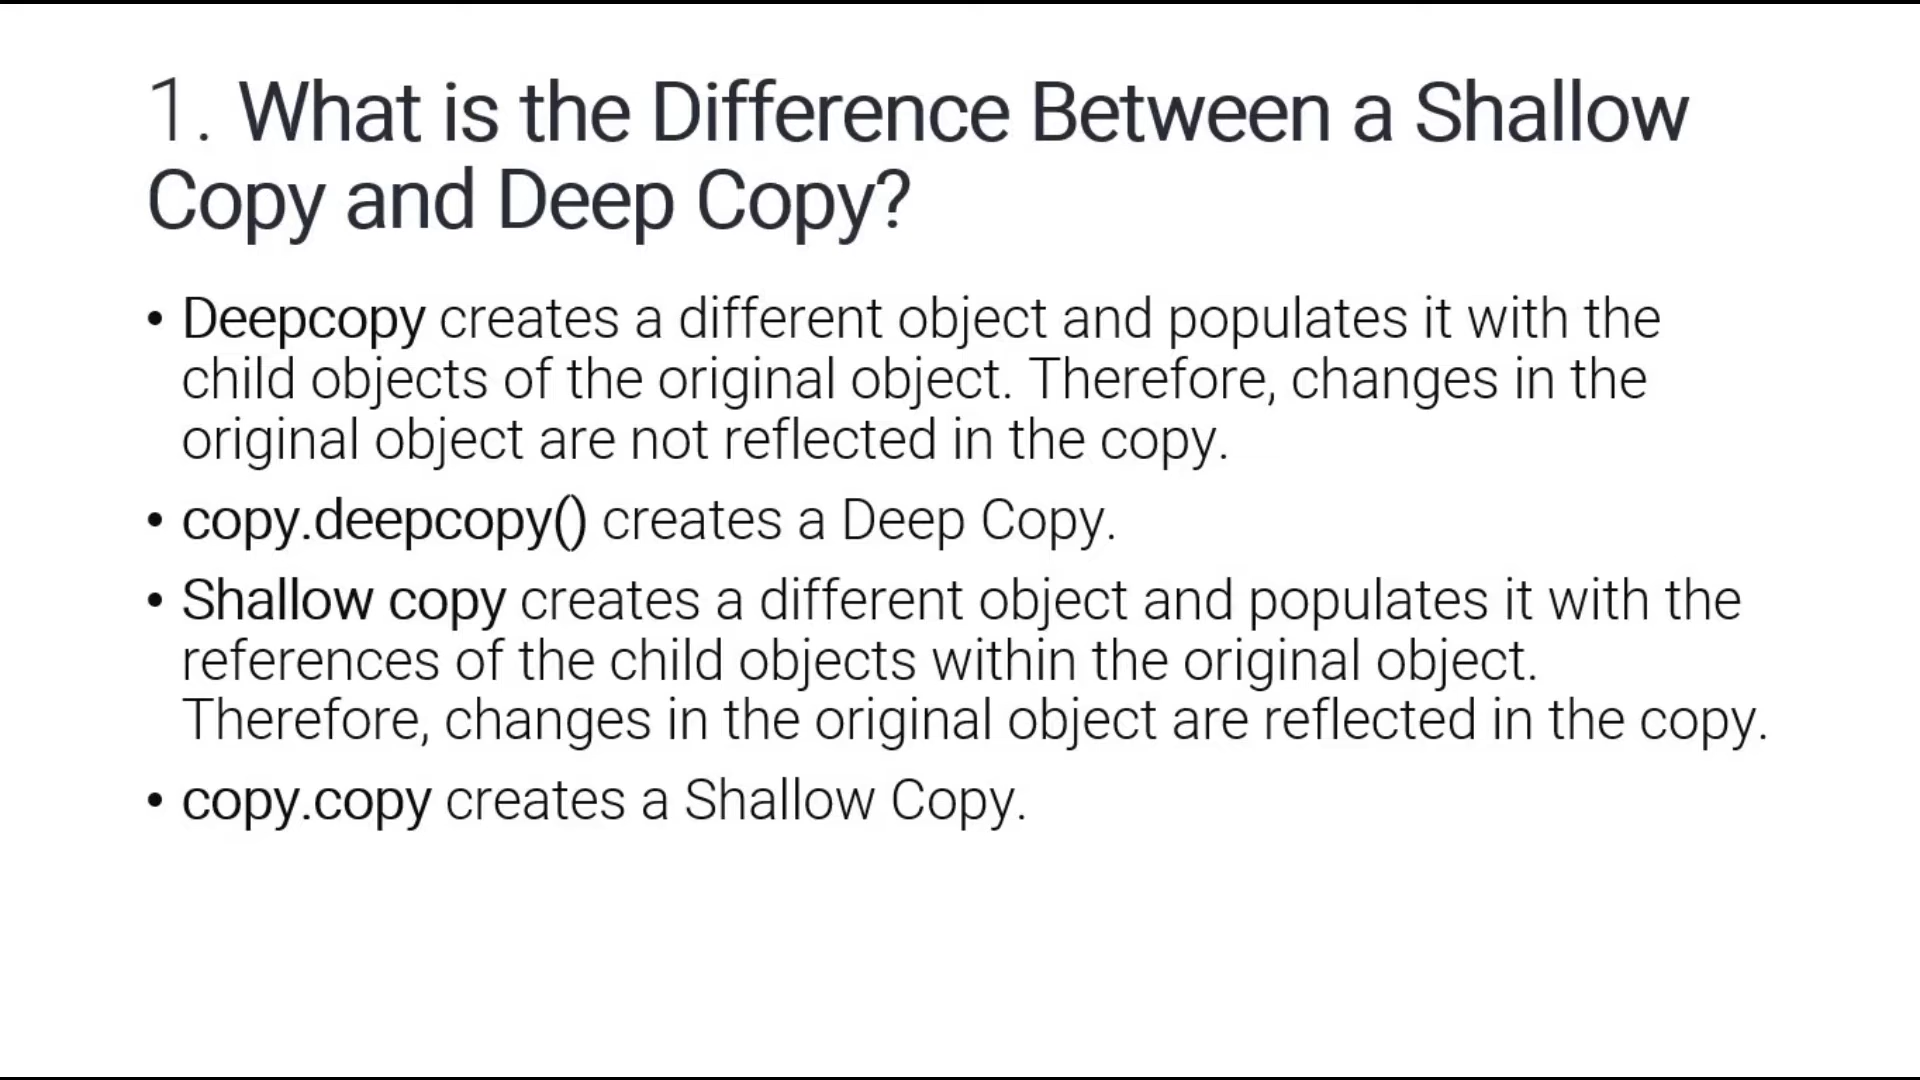 1. What is the Difference Between a Shallow
Copy and Deep Copy?
• Deepcopy creates a different object and populates it with the
child objects of the original object. Therefore, changes in the
original object are not reflected in the copy.
• copy.deepcopy() creates a Deep Copy.
• Shallow copy creates a different object and populates it with the
references of the child objects within the original object.
Therefore, changes in the original object are reflected in the copy.
• copy.copy creates a Shallow Copy.